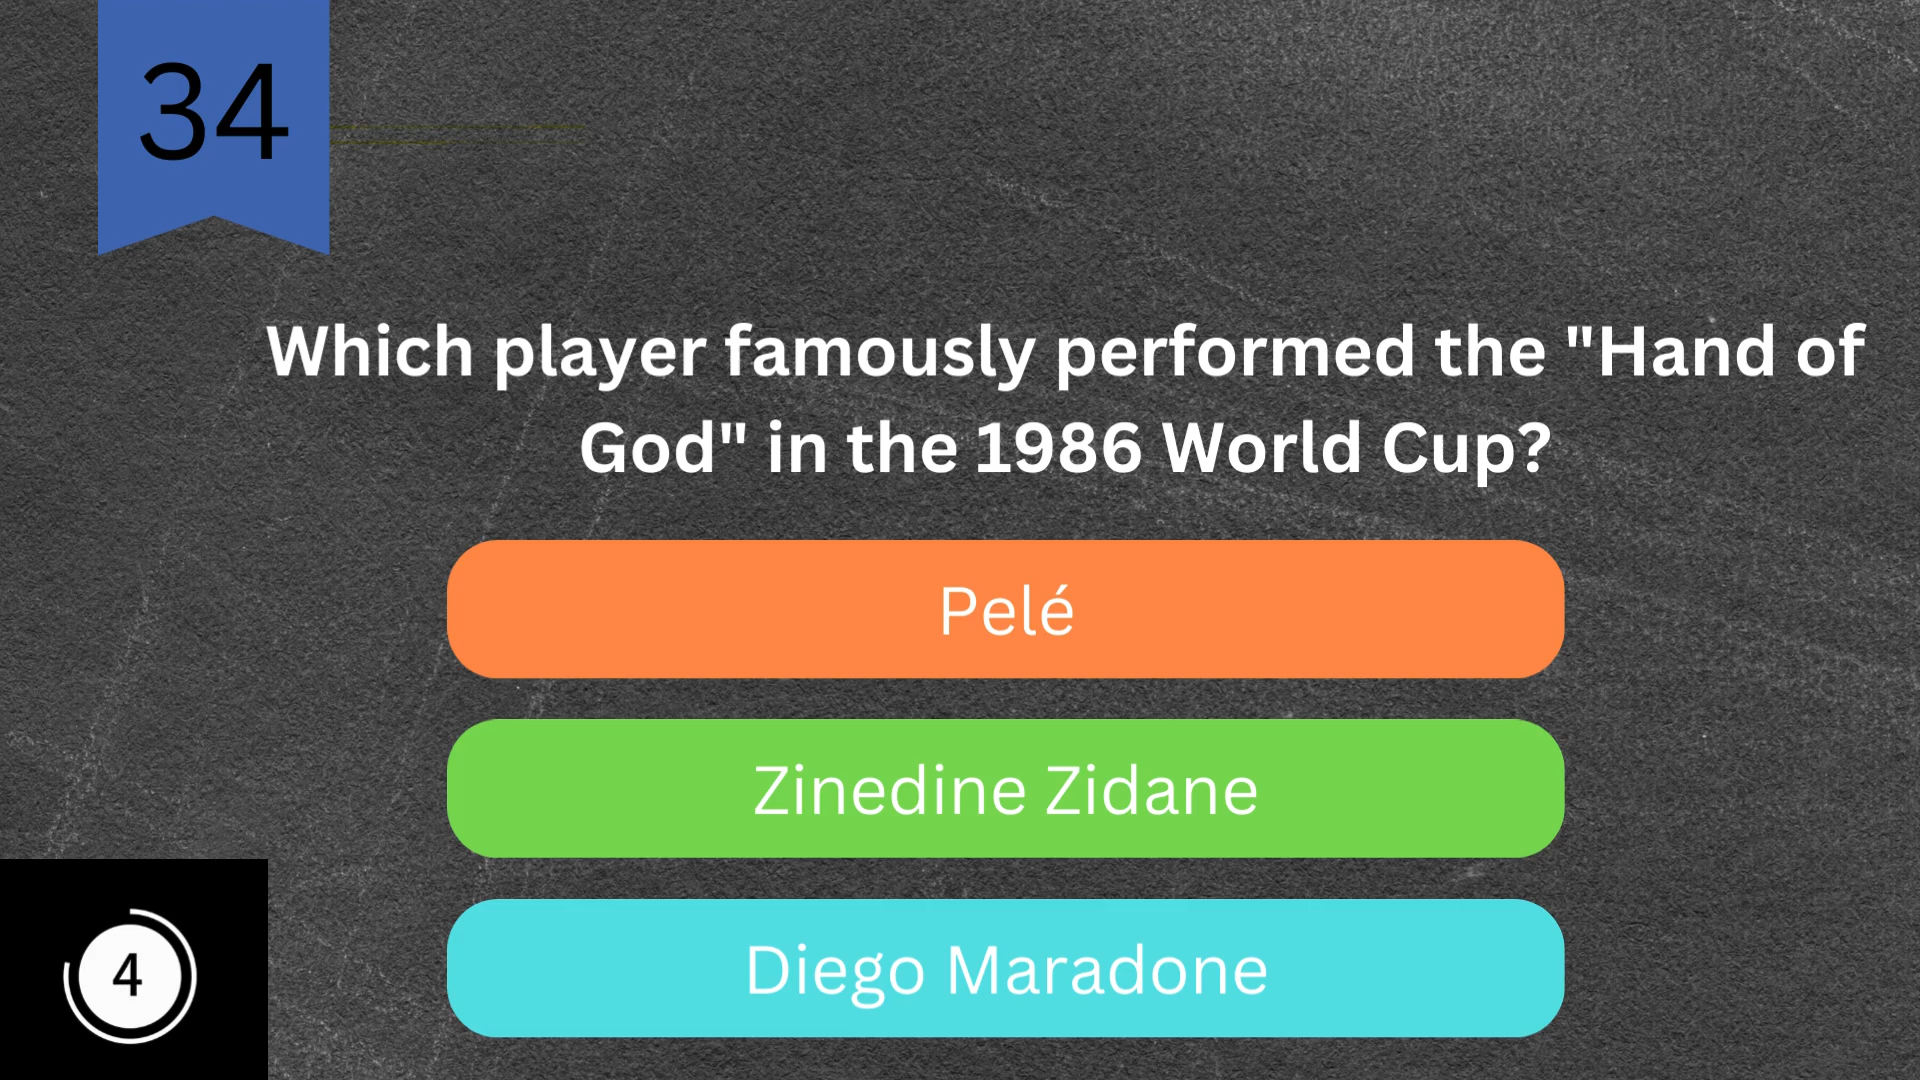 34
Which player famously performed the "Hand of
God" in the 1986 World Cup?
Pelé
Zinedine Zidane
Diego Maradone
4